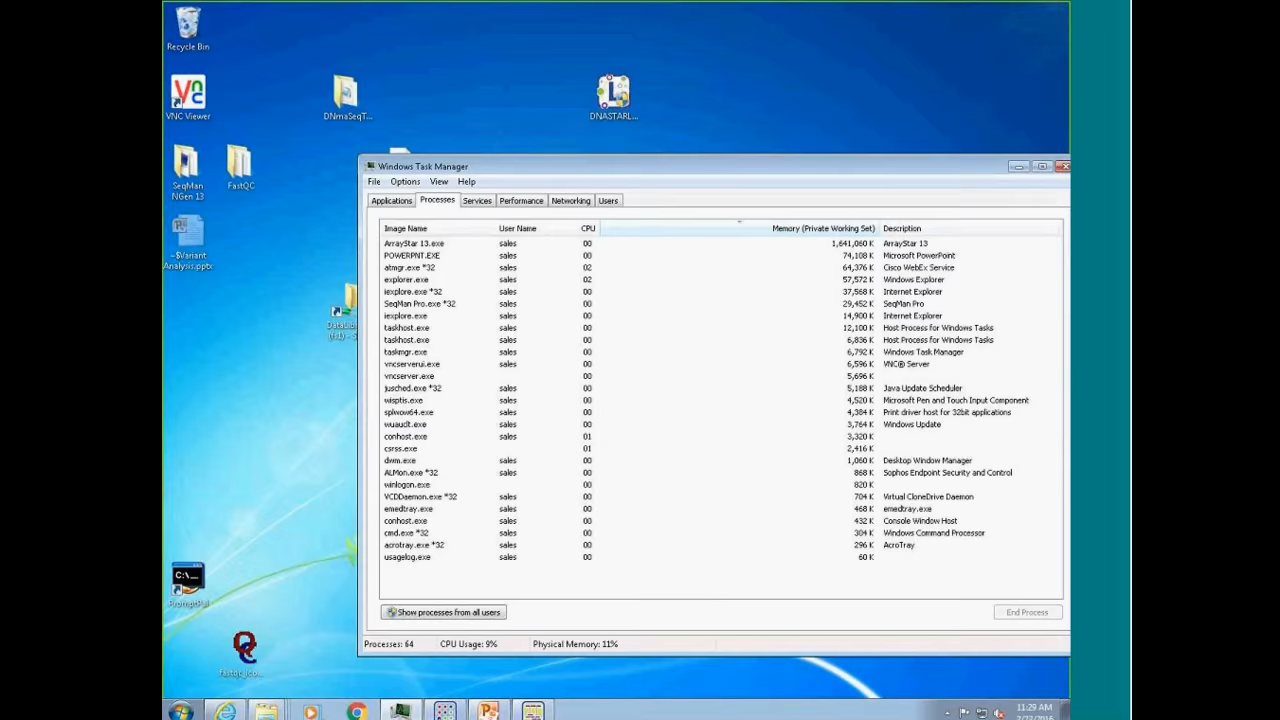 Recycle Bin
VNC Viewer
DNmaSeqT...
DNASTARL...
SeqMan
NGen 13
FastQC
~$Variant
Analysis.pptx
PromptPal
fastqc_ico...
Windows Task Manager
File Options View Help
Applications Processes Services Performance Networking Users
Image Name User Name CPU Memory (Private Working Set) Description
ArrayStar 13.exe sales 00 1,641,060 K ArrayStar 13
POWERPNT.EXE sales 00 74,108 K Microsoft PowerPoint
atmgr.exe *32 sales 02 64,376 K Cisco WebEx Service
explorer.exe sales 02 57,572 K Windows Explorer
iexplore.exe *32 sales 00 37,568 K Internet Explorer
SeqMan Pro.exe *32 sales 00 29,452 K SeqMan Pro
iexplore.exe sales 00 14,900 K Internet Explorer
taskhost.exe sales 00 12,100 K Host Process for Windows Tasks
taskhost.exe sales 00 6,836 K Host Process for Windows Tasks
taskmgr.exe sales 00 6,792 K Windows Task Manager
vncserverui.exe sales 00 6,596 K VNC® Server
vncserver.exe 00 5,696 K
jusched.exe *32 sales 00 5,188 K Java Update Scheduler
wisptis.exe sales 00 4,520 K Microsoft Pen and Touch Input Component
splwow64.exe sales 00 4,384 K Print driver host for 32bit applications
wuauclt.exe sales 00 3,764 K Windows Update
conhost.exe sales 01 3,320 K
csrss.exe 01 2,416 K
dwm.exe sales 00 1,060 K Desktop Window Manager
ALMon.exe *32 sales 00 868 K Sophos Endpoint Security and Control
winlogon.exe 00 820 K
VCDDaemon.exe *32 sales 00 704 K Virtual CloneDrive Daemon
emedtray.exe sales 00 468 K emedtray.exe
conhost.exe sales 00 432 K Console Window Host
cmd.exe *32 sales 00 304 K Windows Command Processor
acrotray.exe *32 sales 00 296 K AcroTray
usagelog.exe sales 00 60 K
Show processes from all users End Process
Processes: 64 CPU Usage: 9% Physical Memory: 11%
11:29 AM